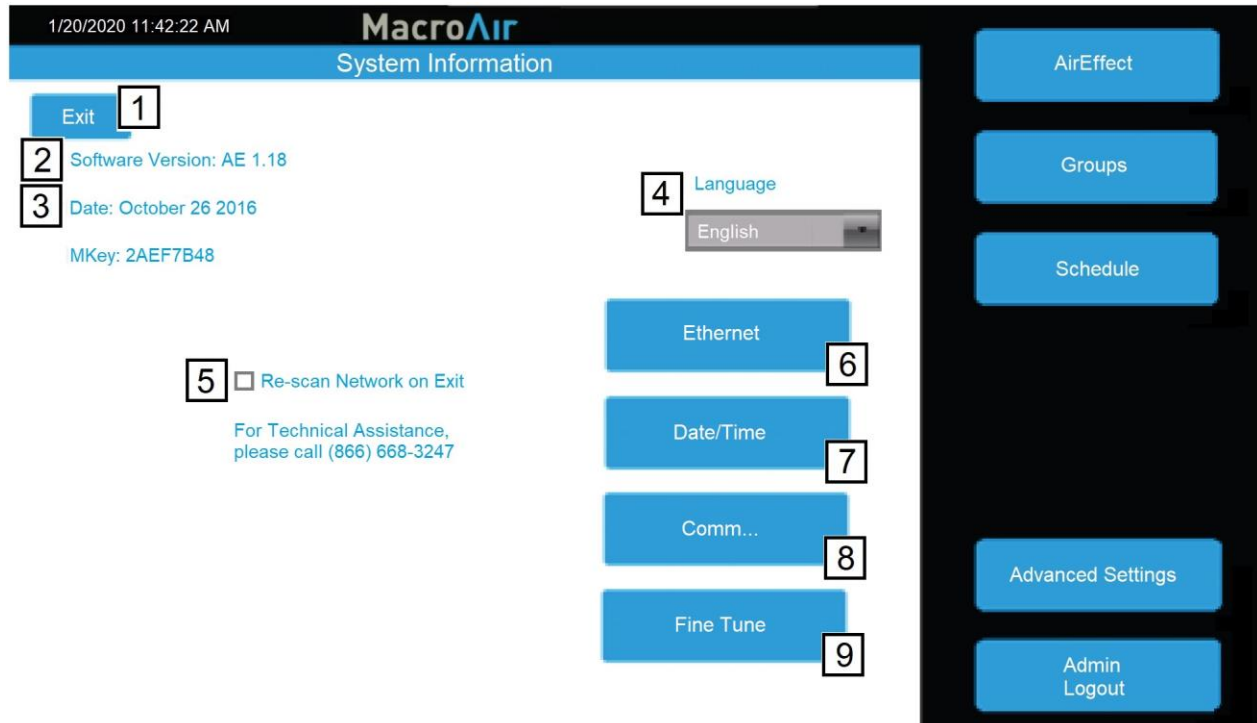 1/20/2020 11:42:22 AM
MacroAir
System Information
Exit
1
2
Software Version: AE 1.18
3
Date: October 26 2016
MKey: 2AEF7B48
4
Language
English
5
Re-scan Network on Exit
For Technical Assistance,
please call (866) 668-3247
Ethernet
6
Date/Time
7
Comm...
8
Fine Tune
9
AirEffect
Groups
Schedule
Advanced Settings
Admin
Logout